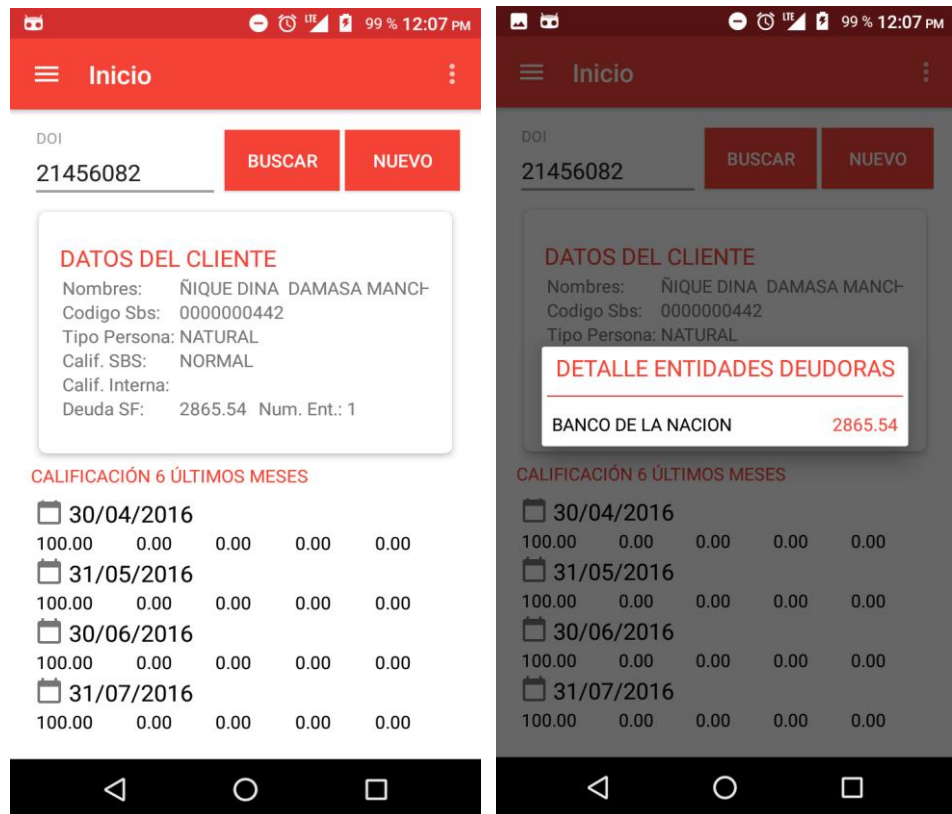 LTE 99 % 12:07 PM
Inicio
DOI
21456082
BUSCAR NUEVO
DATOS DEL CLIENTE
Nombres: ÑIQUE DINA DAMASA
Codigo Sbs: 0000000442
Tipo Persona: NATURAL
Calif. SBS: NORMAL
Calif. Interna:
Deuda SF: 2865.54 Num. Ent.: 1
CALIFICACIÓN 6 ÚLTIMOS MESES
30/04/2016
100.00 0.00 0.00 0.00 0.00
31/05/2016
100.00 0.00 0.00 0.00 0.00
30/06/2016
100.00 0.00 0.00 0.00 0.00
31/07/2016
100.00 0.00 0.00 0.00 0.00
LTE 99 % 12:07 PM
Inicio
DOI
21456082
BUSCAR NUEVO
DATOS DEL CLIENTE
Nombres: ÑIQUE DINA DAMASA
Codigo Sbs: 0000000442
Tipo Persona: NATURAL
DETALLE ENTIDADES DEUDORAS
BANCO DE LA NACION 2865.54
CALIFICACIÓN 6 ÚLTIMOS MESES
30/04/2016
100.00 0.00 0.00 0.00 0.00
31/05/2016
100.00 0.00 0.00 0.00 0.00
30/06/2016
100.00 0.00 0.00 0.00 0.00
31/07/2016
100.00 0.00 0.00 0.00 0.00